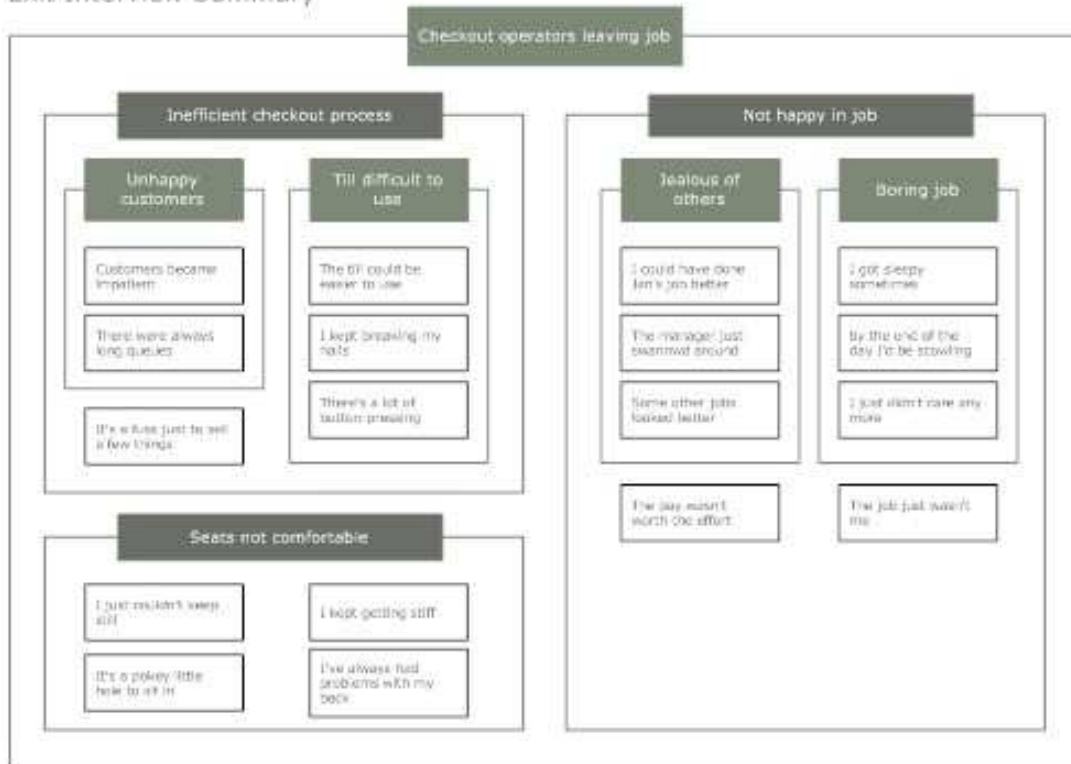 Exit Interview Summary
Checkout operators leaving job
Inefficient checkout process
Unhappy
customers
Customers became
impatient
There were always
long queues
It's a fuss just to sell
a few things
Till difficult to
use
The till could be
easier to use
I kept breaking my
nails
There's a lot of
button pressing
Seats not comfortable
I just couldn't keep
still
It's a pokey little
hole to sit in
I kept getting stiff
I've always had
problems with my
back
Not happy in job
Jealous of
others
I could have done
Jan's job better
The manager just
swannwd around
Some other jobs
looked better
The pay wasn't
worth the effort
Boring job
I got sleepy
sometimes
By the end of the
day I'd be scowling
I just didn't care any
more
The job just wasn't
me